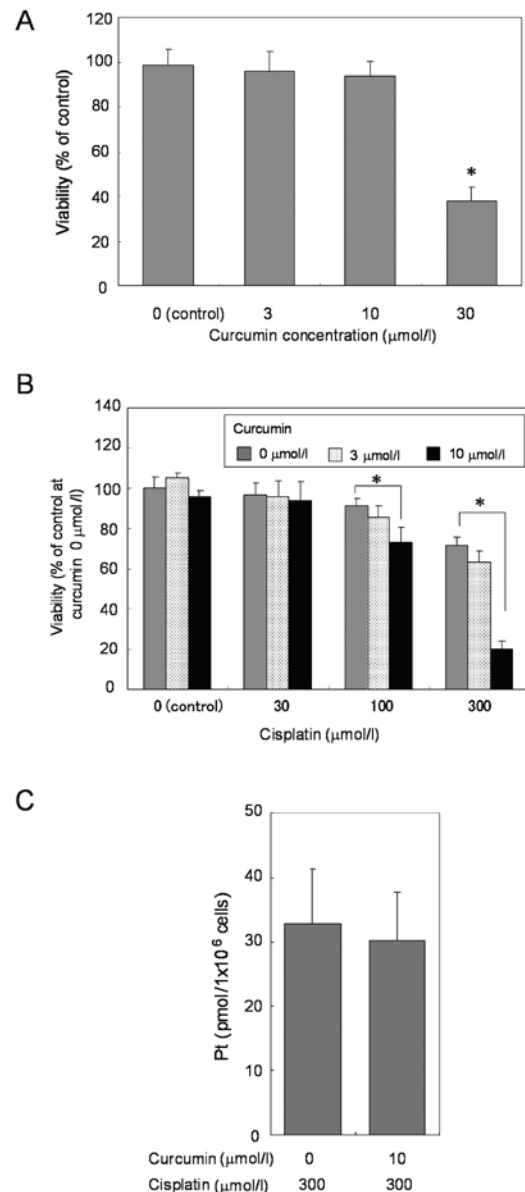 A
120
100
80
60
40
20
0
Viability (% of control)
*
0 (control) 3 10 30
Curcumin concentration (μmol/l)
B
140
120
100
80
60
40
20
0
Viability (% of control at
curcumin 0 μmol/l)
Curcumin
0 μmol/l 3 μmol/l 10 μmol/l
* *
0 (control) 30 100 300
Cisplatin (μmol/l)
C
50
40
30
20
10
0
Pt (pmol/1x10⁶ cells)
Curcumin (μmol/l) 0 10
Cisplatin (μmol/l) 300 300